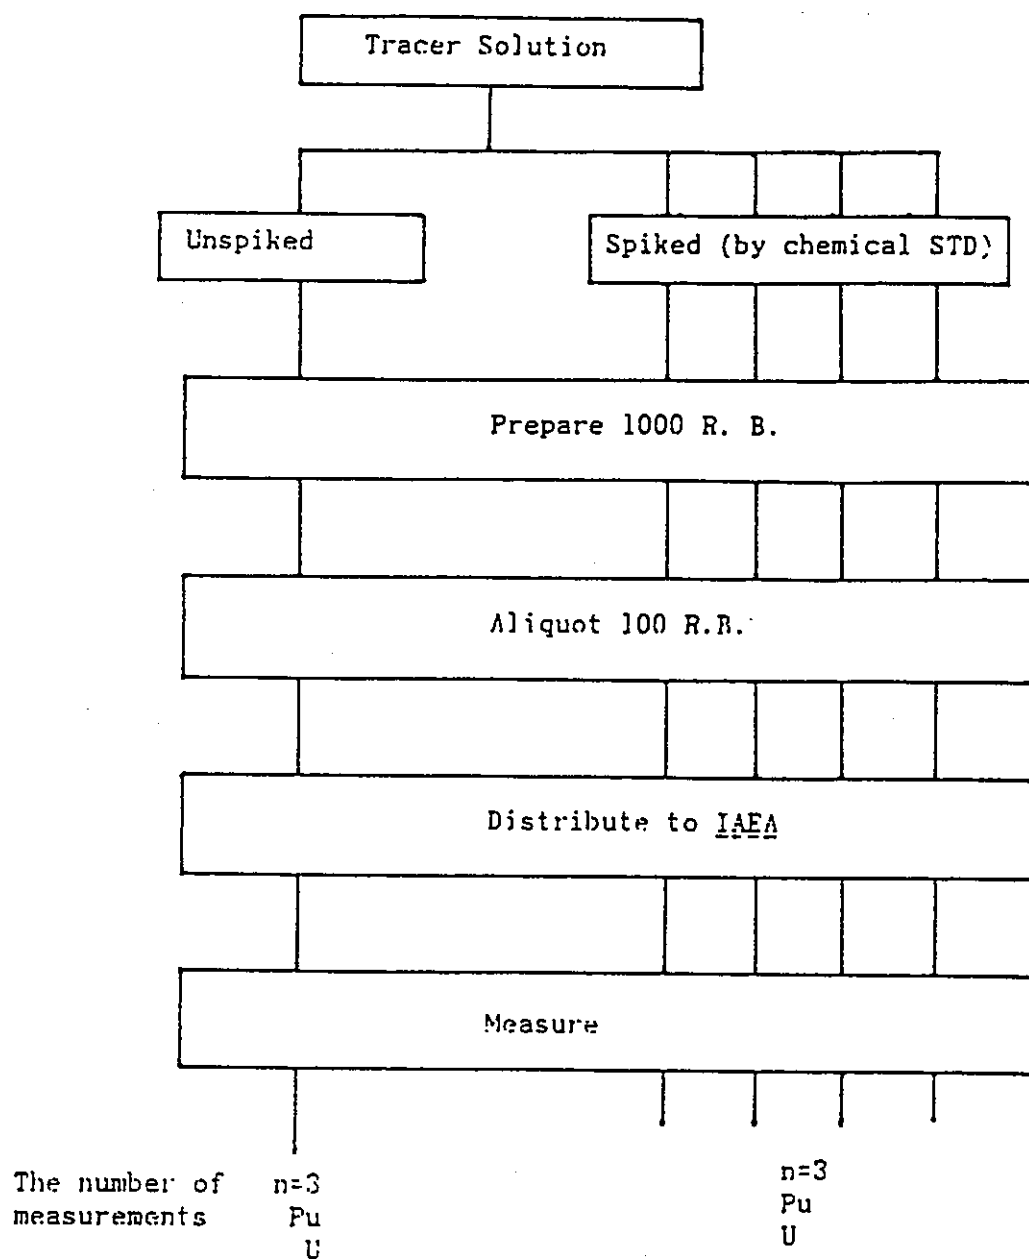 Tracer Solution
Unspiked
Spiked (by chemical STD)
Prepare 1000 R. B.
Aliquot 100 R.B.
Distribute to IAEA
Measure
The number of measurements
n=3
Pu
U
n=3
Pu
U